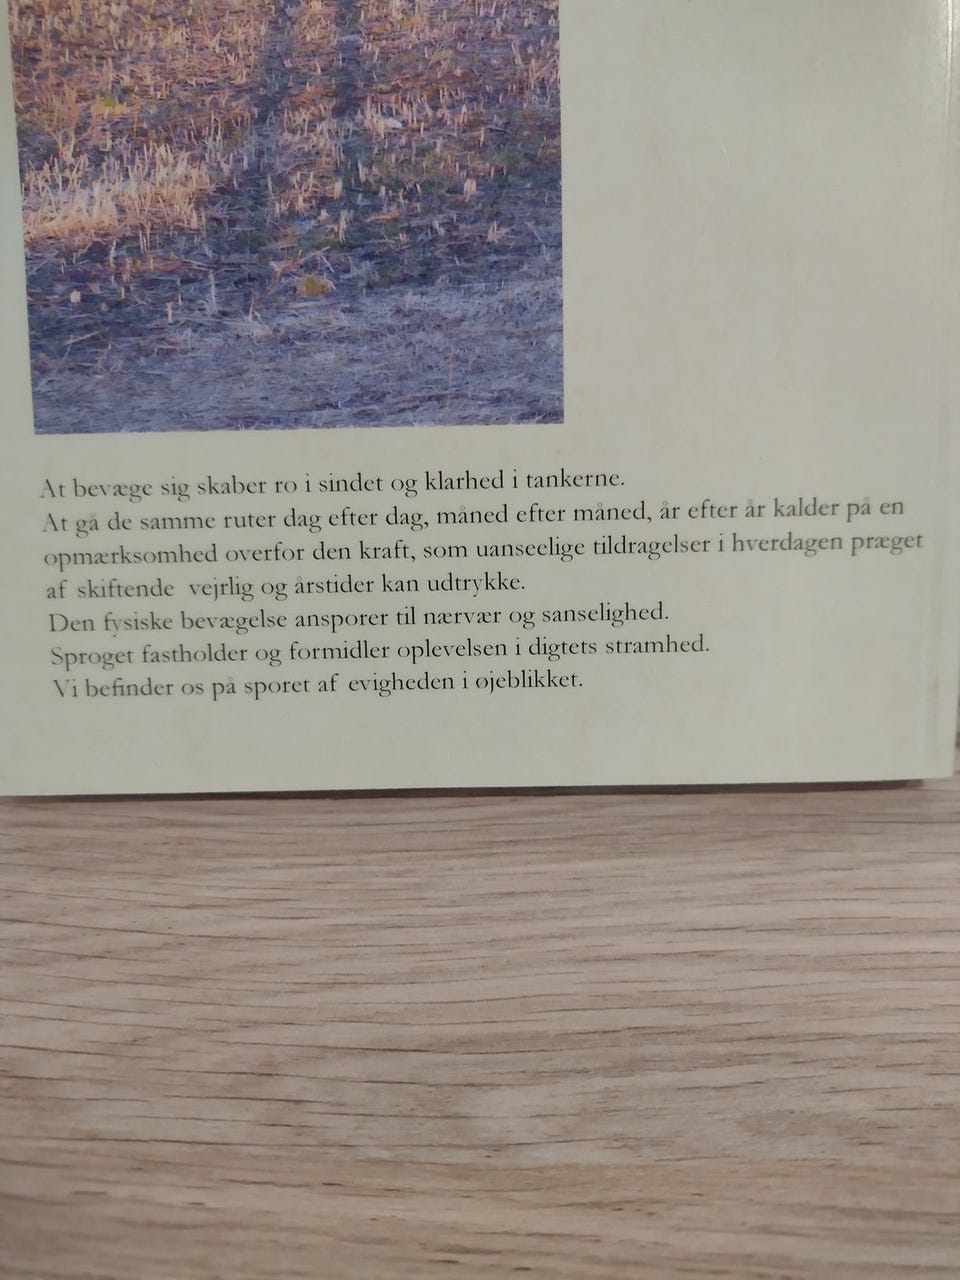 At bevæge sig skaber ro i sindet og klarhed i tankerne.
At gå de samme ruter dag efter dag, måned efter måned, år efter år kalder på en
opmærksomhed overfor den kraft, som uanseelige tildragelser i hverdagen præget
af skiftende vejrlig og årstider kan udtrykke.
Den fysiske bevægelse ansporer til nærvær og sanselighed.
Sproget fastholder og formidler oplevelsen i digtets stramhed.
Vi befinder os på sporet af evigheden i øjeblikket.